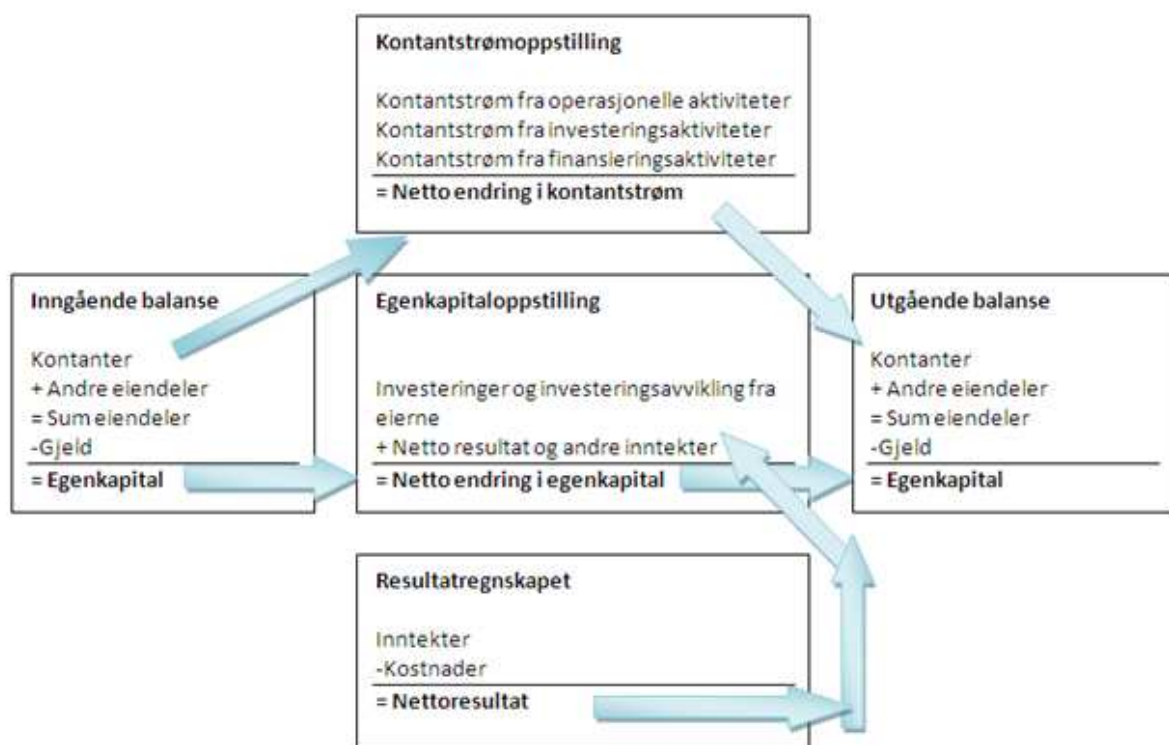 Kontantstrømoppstilling
Kontantstrøm fra operasjonelle aktiviteter
Kontantstrøm fra investeringsaktiviteter
Kontantstrøm fra finansieringsaktiviteter
= Netto endring i kontantstrøm
Inngående balanse
Kontanter
+ Andre eiendeler
= Sum eiendeler
-Gjeld
= Egenkapital
Egenkapitaloppstilling
Investeringer og investeringsavvikling fra
eierne
+ Netto resultat og andre inntekter
= Netto endring i egenkapital
Utgående balanse
Kontanter
+ Andre eiendeler
= Sum eiendeler
-Gjeld
= Egenkapital
Resultatregnskapet
Inntekter
-Kostnader
= Nettoresultat